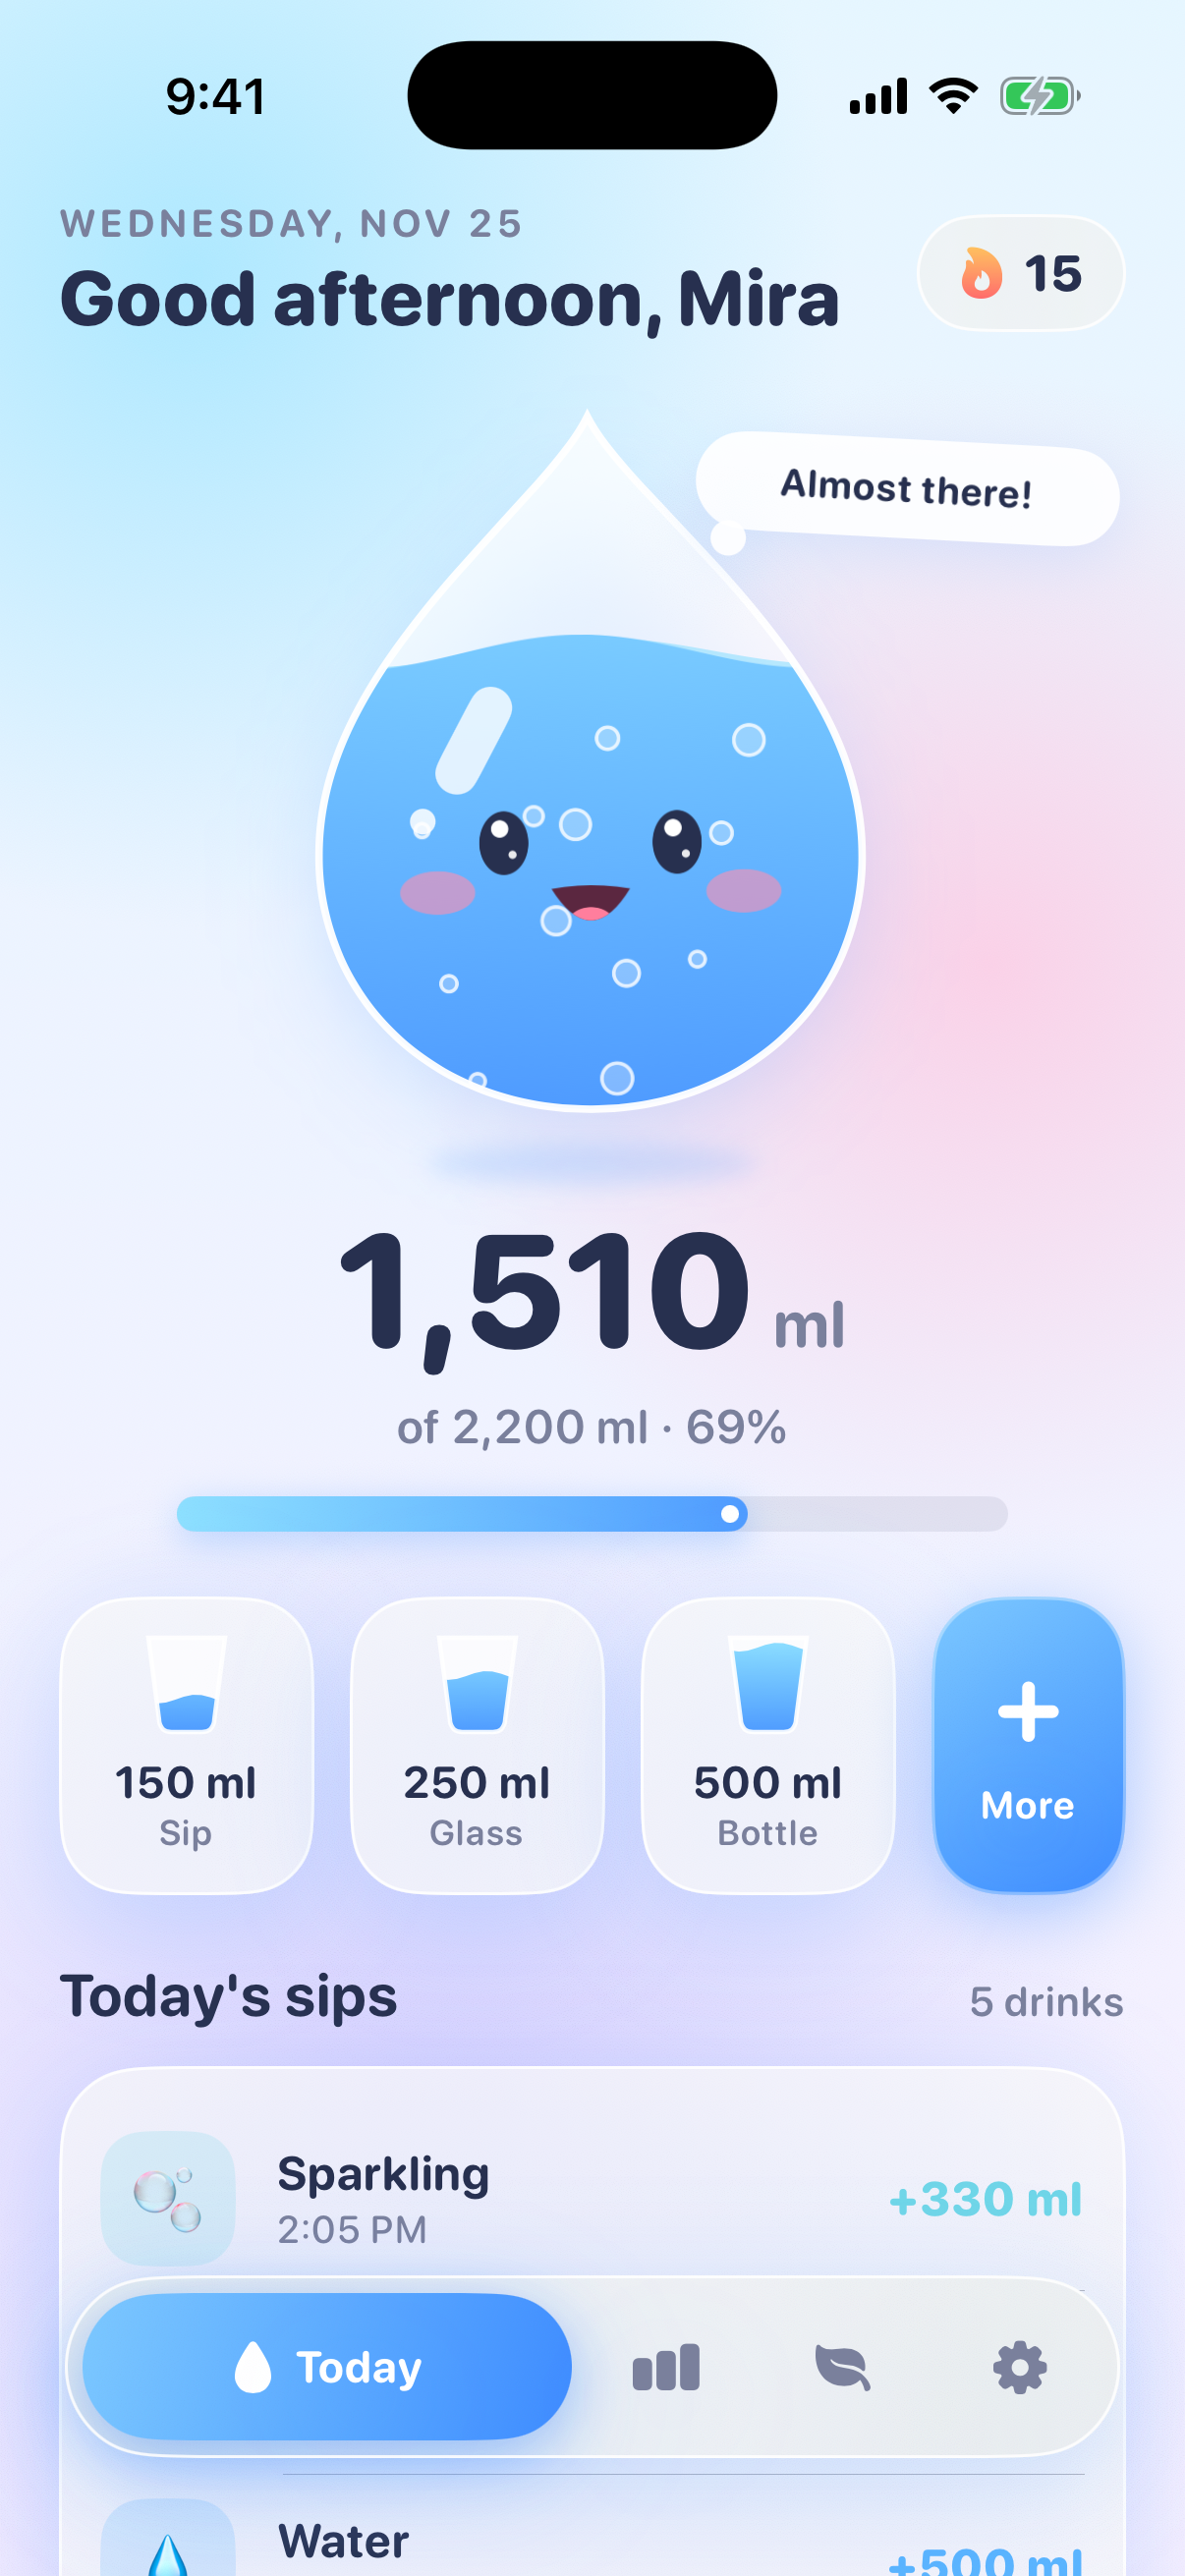 9:41
WEDNESDAY, NOV 25
Good afternoon, Mira
15
Almost there!
1,510 ml
of 2,200 ml · 69%
150 ml
Sip
250 ml
Glass
500 ml
Bottle
More
Today's sips
5 drinks
Sparkling
2:05 PM
+330 ml
Today
Water
+500 ml